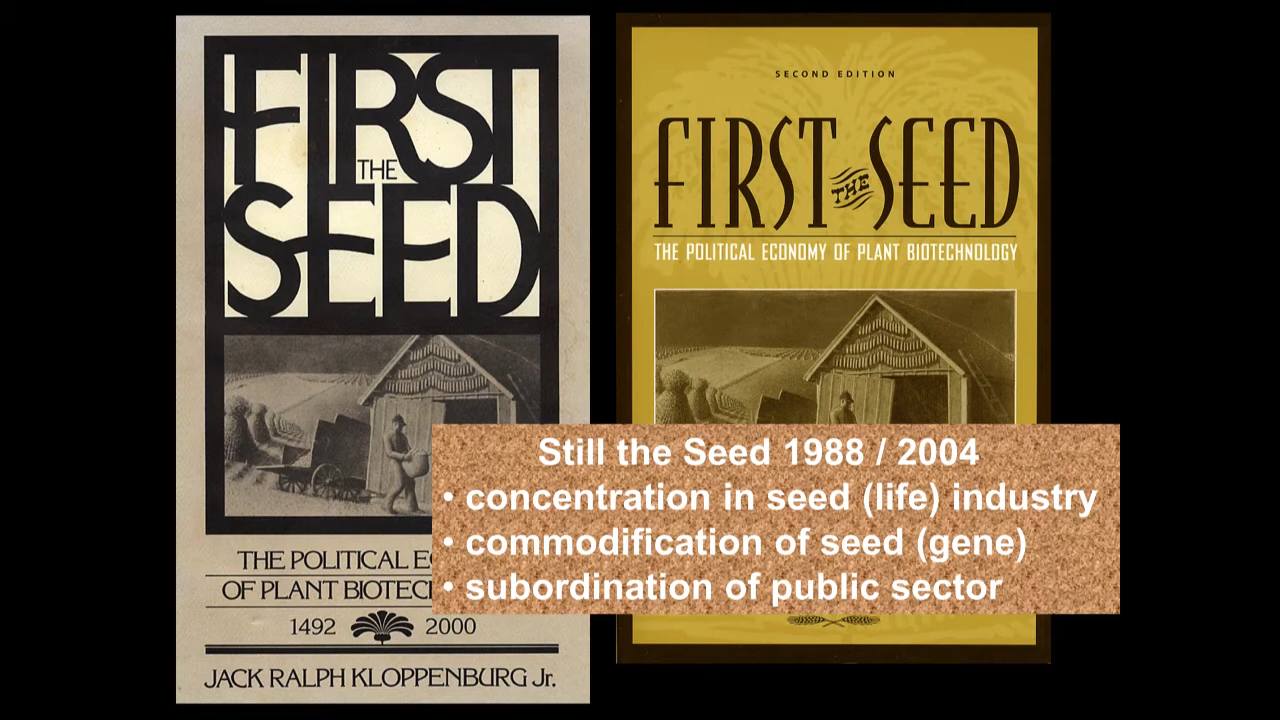 FIRST
THE
SEED
THE POLITICAL
OF PLANT
1492 2000
JACK RALPH KLOPPENBURG Jr.
SECOND EDITION
FIRST THE SEED
THE POLITICAL ECONOMY OF PLANT BIOTECHNOLOGY
Still the Seed 1988 / 2004
• concentration in seed (life) industry
• commodification of seed (gene)
• subordination of public sector